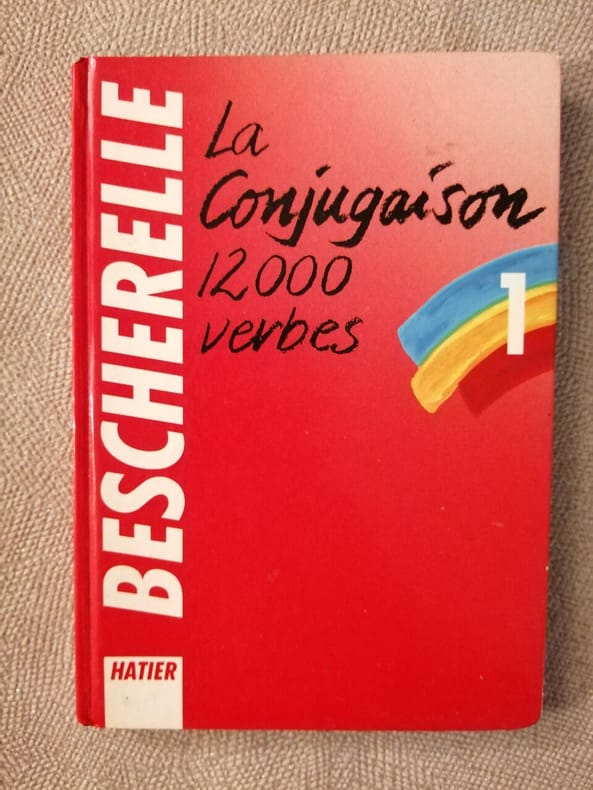 BESCHERELLE
La
Conjugaison
12000
verbes
1
HATIER